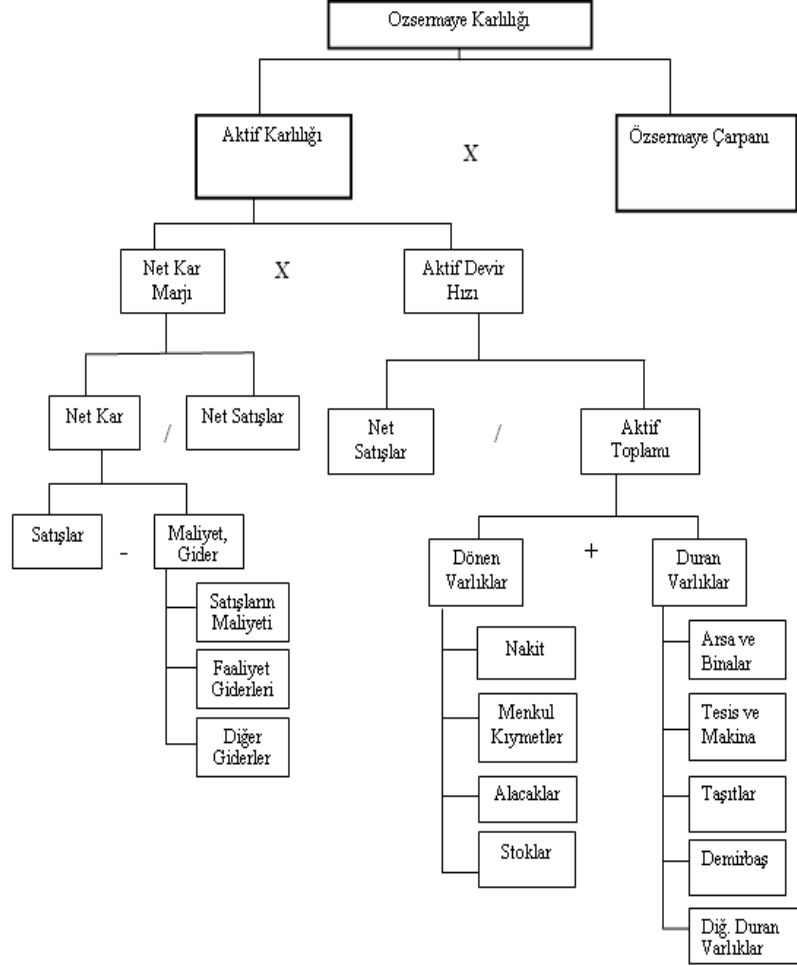 Özsermaye Karlılığı
Aktif Karlılığı
X
Özsermaye Çarpanı
Net Kar
Marjı
X
Aktif Devir
Hızı
Net Kar
/
Net Satışlar
Net
Satışlar
/
Aktif
Toplamı
Satışlar
-
Maliyet,
Gider
Dönen
Varlıklar
+
Duran
Varlıklar
Satışların
Maliyeti
Faaliyet
Giderleri
Diğer
Giderler
Nakit
Menkul
Kıymetler
Alacaklar
Stoklar
Arsa ve
Binalar
Tesis ve
Makina
Taşıtlar
Demirbaş
Diğ. Duran
Varlıklar